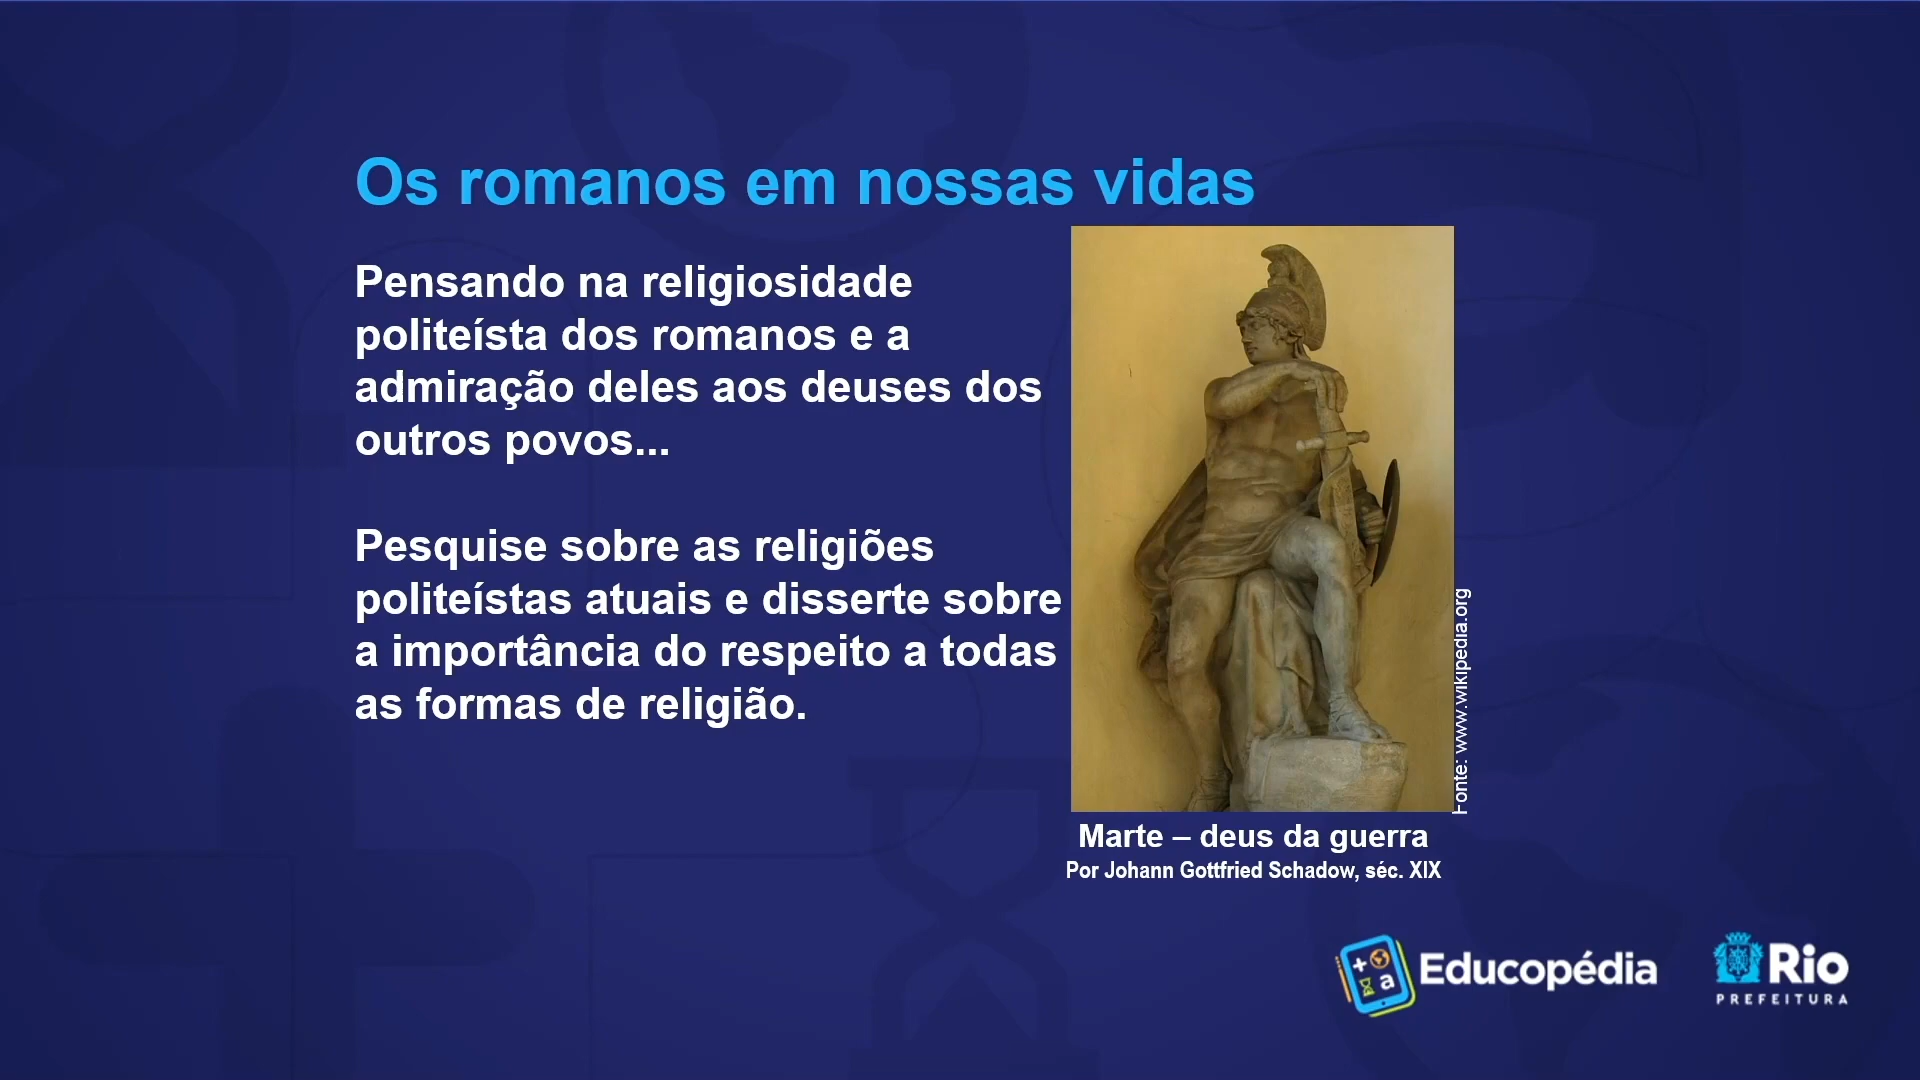 Os romanos em nossas vidas
Pensando na religiosidade
politeísta dos romanos e a
admiração deles aos deuses dos
outros povos...
Pesquise sobre as religiões
politeístas atuais e disserte sobre
a importância do respeito a todas
as formas de religião.
Fonte: www.wikipedia.org
Marte – deus da guerra
Por Johann Gottfried Schadow, séc. XIX
+
a
Educopédia
Rio
PREFEITURA